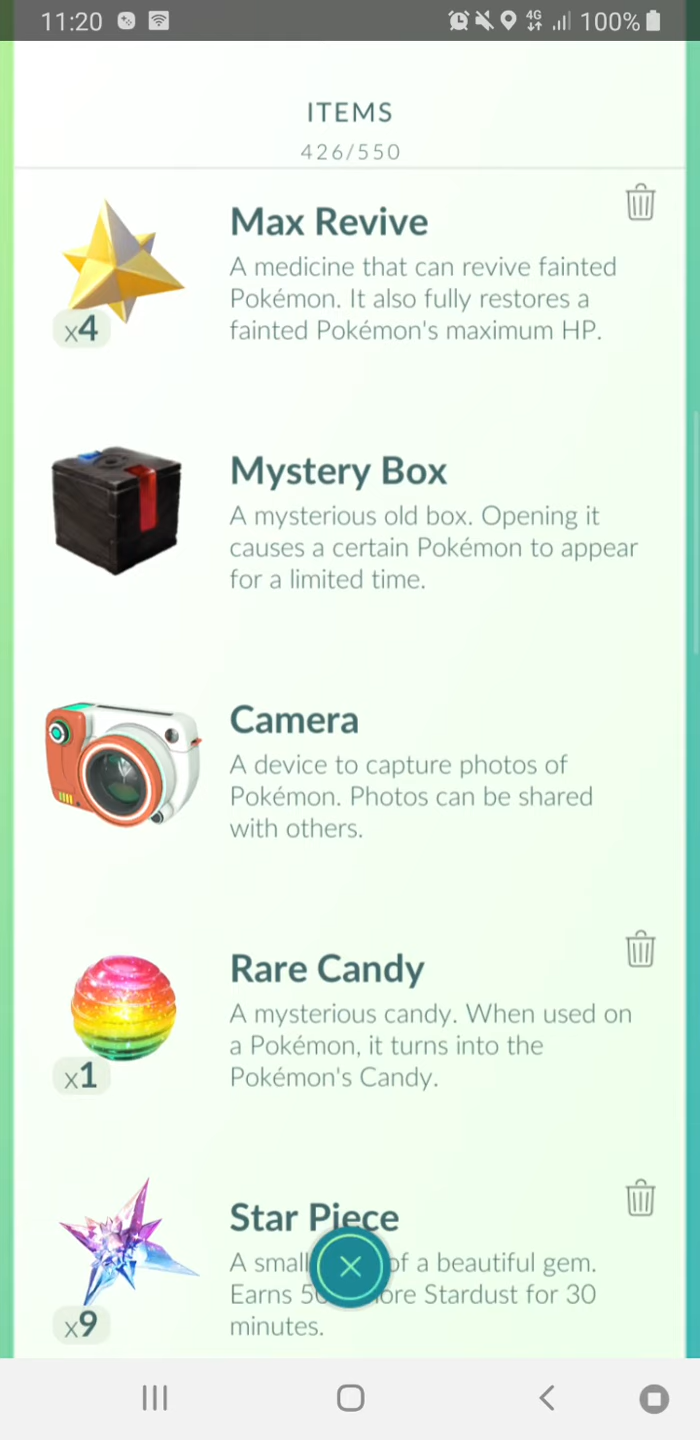 11:20 4G 100%
ITEMS
426/550
Max Revive
A medicine that can revive fainted
Pokémon. It also fully restores a
fainted Pokémon's maximum HP.
x4
Mystery Box
A mysterious old box. Opening it
causes a certain Pokémon to appear
for a limited time.
Camera
A device to capture photos of
Pokémon. Photos can be shared
with others.
Rare Candy
A mysterious candy. When used on
a Pokémon, it turns into the
Pokémon's Candy.
x1
Star Piece
A small of a beautiful gem.
Earns Stardust for 30
minutes.
x9